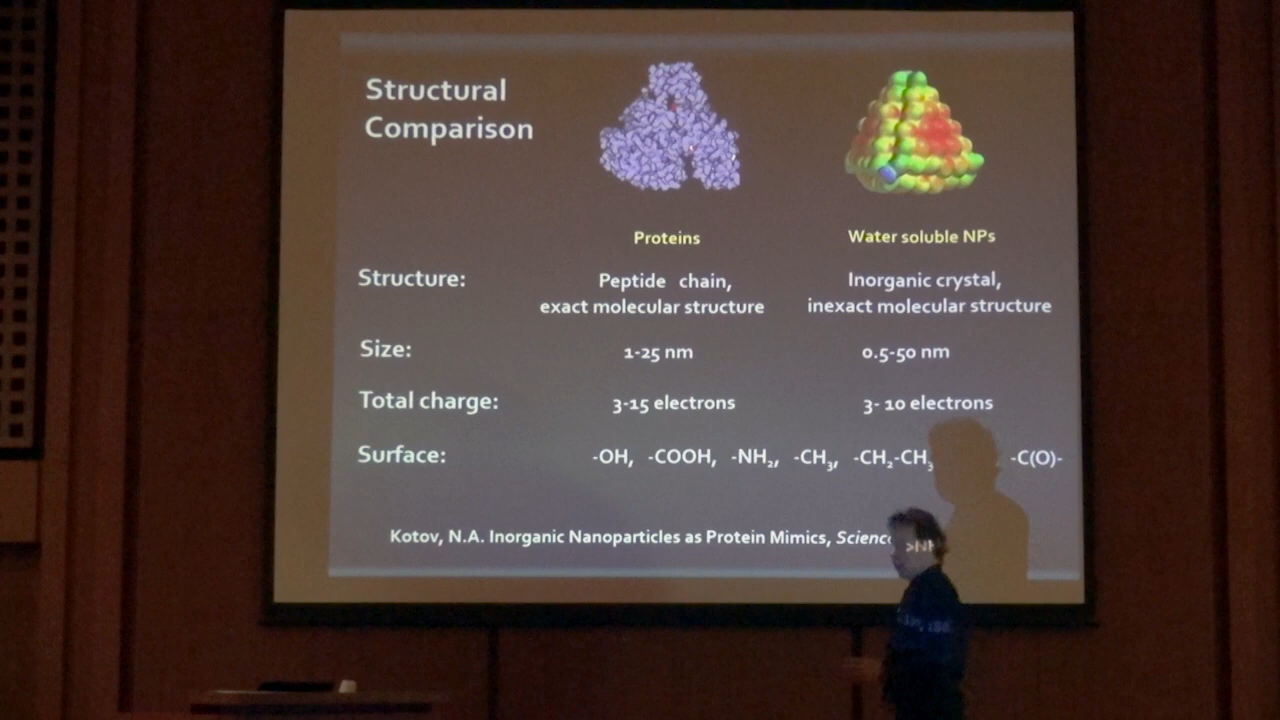 Structural
Comparison
Proteins
Water soluble NPs
Structure:
Peptide chain,
exact molecular structure
Inorganic crystal,
inexact molecular structure
Size:
1-25 nm
0.5-50 nm
Total charge:
3-15 electrons
3- 10 electrons
Surface:
-OH, -COOH, -NH₂, -CH₃, -CH₂-CH₃ -C(O)-
Kotov, N.A. Inorganic Nanoparticles as Protein Mimics,